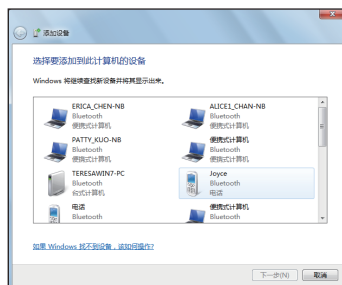 添加设备
选择要添加到此计算机的设备
Windows 将继续查找新设备并将其显示出来。
ERICA_CHEN-NB
Bluetooth
便携式计算机
ALICE1_CHAN-NB
Bluetooth
便携式计算机
PATTY_KUO-NB
Bluetooth
便携式计算机
便携式计算机
Bluetooth
便携式计算机
TERESAWIN7-PC
Bluetooth
台式计算机
Joyce
Bluetooth
电话
电话
Bluetooth
便携式计算机
Bluetooth
如果 Windows 找不到设备，该如何操作?
下一步(N)
取消